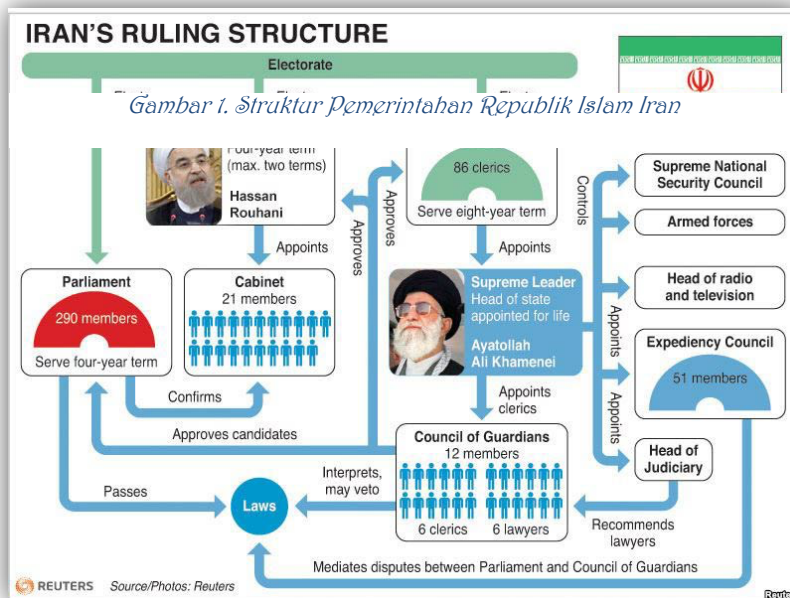 IRAN'S RULING STRUCTURE
Electorate
Gambar 1. Struktur Pemerintahan Republik Islam Iran
Four-year term
(max. two terms)
Hassan
Rouhani
Approves
Approves
86 clerics
Serve eight-year term
Controls
Supreme National
Security Council
Armed forces
Appoints
Appoints
Parliament
290 members
Serve four-year term
Cabinet
21 members
Supreme Leader
Head of state
appointed for life
Ayatollah
Ali Khamenei
Appoints
Head of radio
and television
Expediency Council
51 members
Confirms
Appoints
clerics
Appoints
Approves candidates
Council of Guardians
12 members
6 clerics
6 lawyers
Head of
Judiciary
Passes
Laws
Interprets,
may veto
Recommends
lawyers
Mediates disputes between Parliament and Council of Guardians
REUTERS
Source/Photos: Reuters